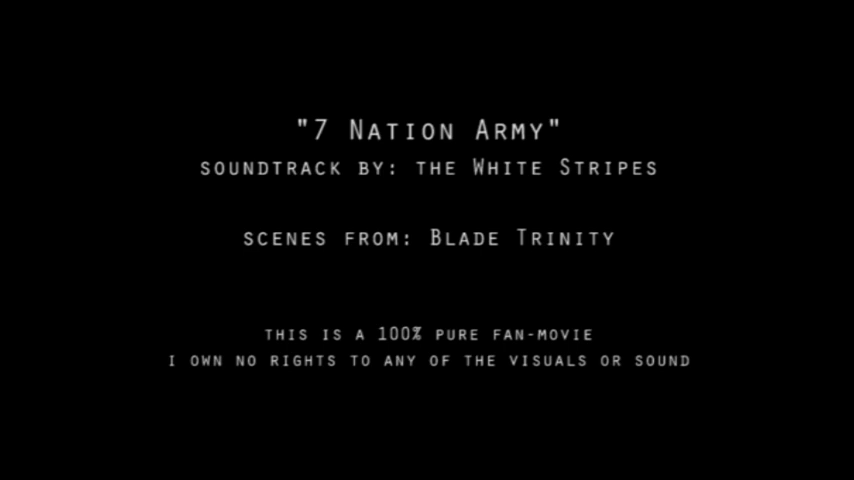 "7 Nation Army"
soundtrack by: the White Stripes
scenes from: Blade Trinity
this is a 100% pure fan-movie
i own no rights to any of the visuals or sound